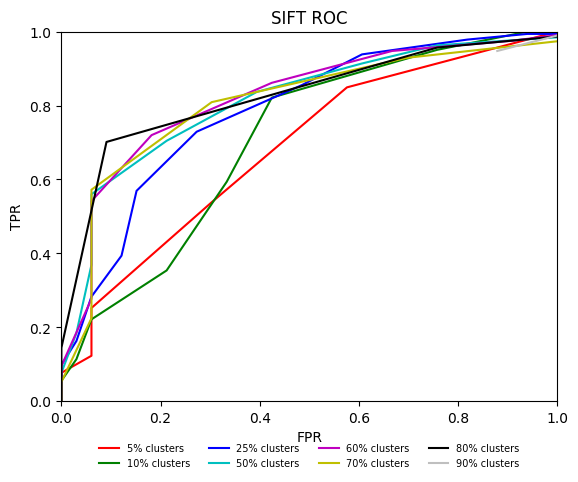 SIFT ROC
1.0
0.8
TPR
0.6
0.4
0.2
0.0
0.0 0.2 0.4 0.6 0.8 1.0
FPR
5% clusters 25% clusters 60% clusters 80% clusters
10% clusters 50% clusters 70% clusters 90% clusters